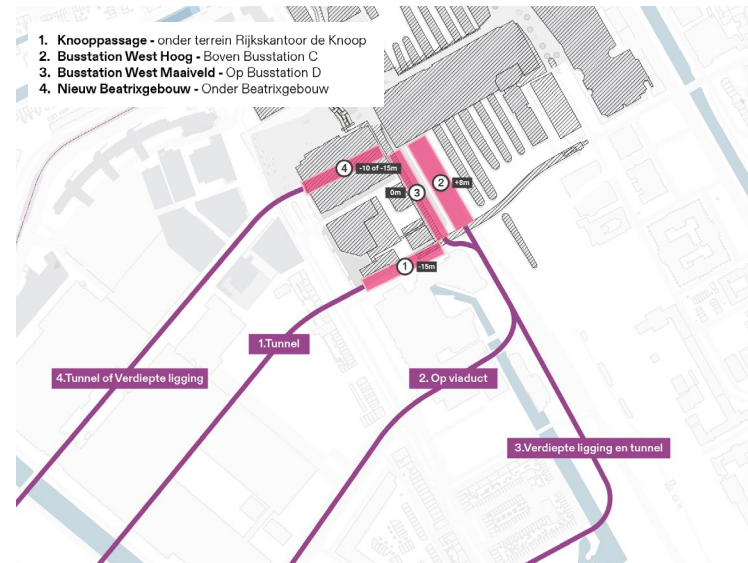 1. Knooppassage - onder terrein Rijkskantoor de Knoop
2. Busstation West Hoog - Boven Busstation C
3. Busstation West Maaiveld - Op Busstation D
4. Nieuw Beatrixgebouw - Onder Beatrixgebouw
4 -10 of -15m
2 +8m
0m 3
1 -15m
1.Tunnel
4.Tunnel of Verdiepte ligging
2. Op viaduct
3.Verdiepte ligging en tunnel